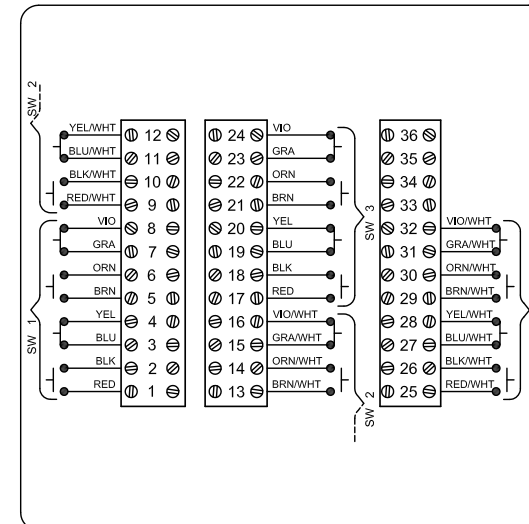 SW 2
YEL/WHT 12
BLU/WHT 11
BLK/WHT 10
RED/WHT 9
VIO 8
GRA 7
ORN 6
BRN 5
YEL 4
BLU 3
BLK 2
RED 1
SW 1
24 VIO
23 GRA
22 ORN
21 BRN
20 YEL
19 BLU
18 BLK
17 RED
16 VIO/WHT
15 GRA/WHT
14 ORN/WHT
13 BRN/WHT
SW 3
SW 2
36
35
34
33
32 VIO/WHT
31 GRA/WHT
30 ORN/WHT
29 BRN/WHT
28 YEL/WHT
27 BLU/WHT
26 BLK/WHT
25 RED/WHT